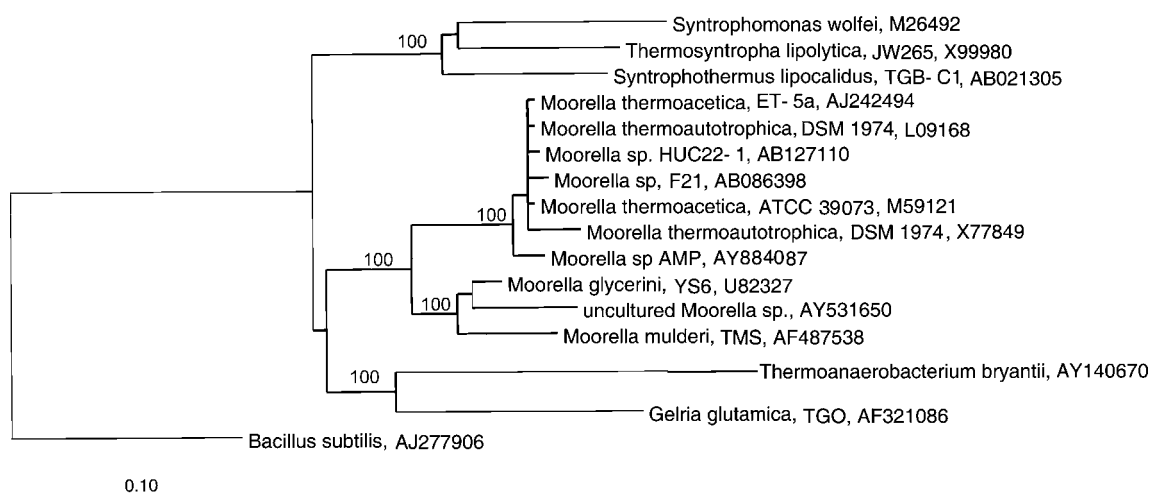 100
Syntrophomonas wolfei, M26492
Thermosyntropha lipolytica, JW265, X99980
Syntrophothermus lipocalidus, TGB- C1, AB021305
Moorella thermoacetica, ET- 5a, AJ242494
Moorella thermoautotrophica, DSM 1974, L09168
Moorella sp. HUC22- 1, AB127110
Moorella sp, F21, AB086398
Moorella thermoacetica, ATCC 39073, M59121
100
Moorella thermoautotrophica, DSM 1974, X77849
Moorella sp AMP, AY884087
100
Moorella glycerini, YS6, U82327
100
uncultured Moorella sp., AY531650
Moorella mulderi, TMS, AF487538
100
Thermoanaerobacterium bryantii, AY140670
Gelria glutamica, TGO, AF321086
Bacillus subtilis, AJ277906
0.10